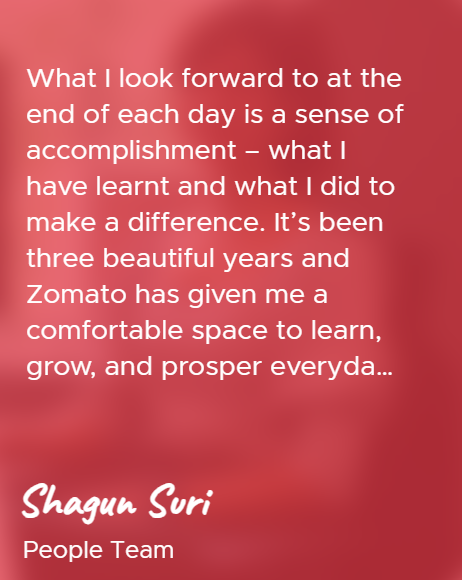 What I look forward to at the
end of each day is a sense of
accomplishment – what I
have learnt and what I did to
make a difference. It’s been
three beautiful years and
Zomato has given me a
comfortable space to learn,
grow, and prosper everyda...
Shagun Suri
People Team